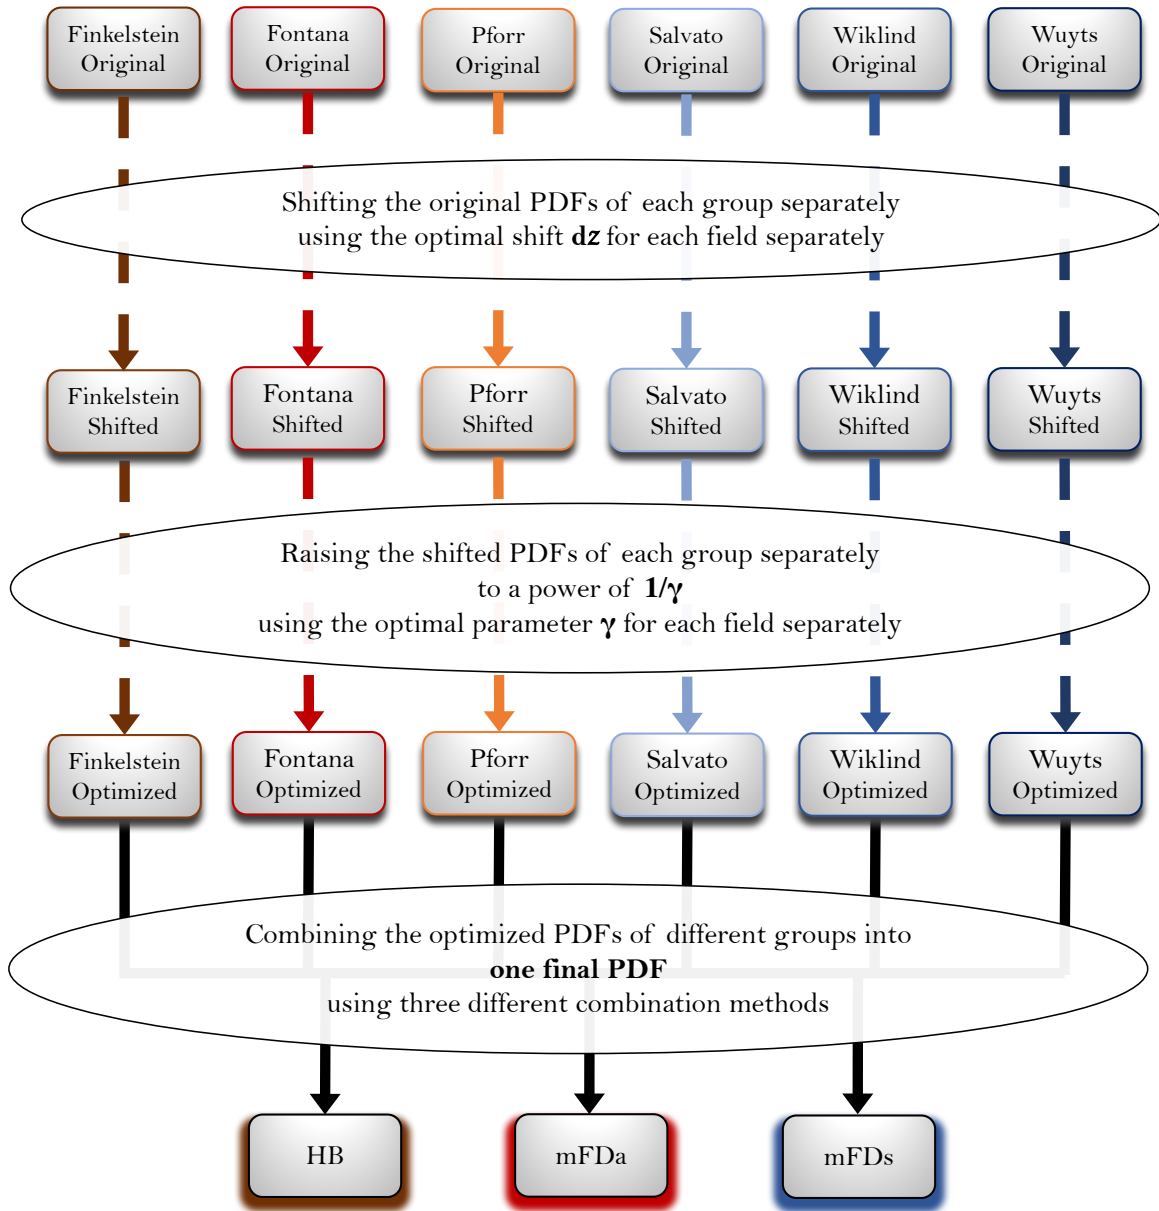 Finkelstein
Original
Fontana
Original
Pforr
Original
Salvato
Original
Wiklind
Original
Wuyts
Original
Shifting the original PDFs of each group separately
using the optimal shift dz for each field separately
Finkelstein
Shifted
Fontana
Shifted
Pforr
Shifted
Salvato
Shifted
Wiklind
Shifted
Wuyts
Shifted
Raising the shifted PDFs of each group separately
to a power of 1/γ
using the optimal parameter γ for each field separately
Finkelstein
Optimized
Fontana
Optimized
Pforr
Optimized
Salvato
Optimized
Wiklind
Optimized
Wuyts
Optimized
Combining the optimized PDFs of different groups into
one final PDF
using three different combination methods
HB
mFDa
mFDs